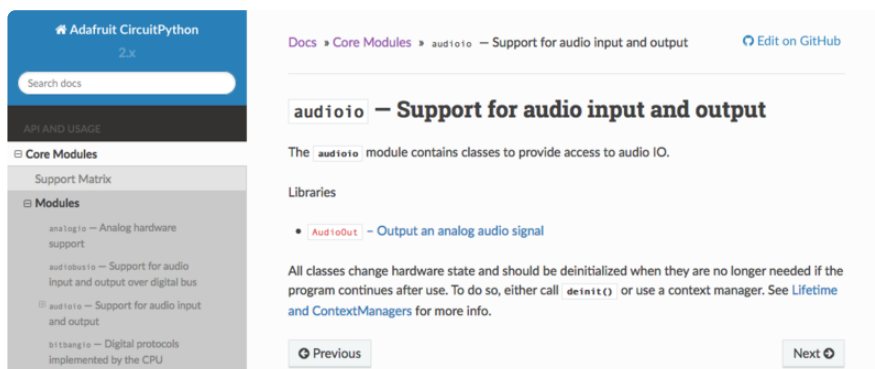 Adafruit CircuitPython
2.x
Search docs
API AND USAGE
Core Modules
Support Matrix
Modules
analogio — Analog hardware
support
audiobusio — Support for audio
input and output over digital bus
audioio — Support for audio input
and output
bitbangio — Digital protocols
implemented by the CPU
Docs » Core Modules » audioio — Support for audio input and output
Edit on GitHub
audioio — Support for audio input and output
The audioio module contains classes to provide access to audio IO.
Libraries
• AudioOut – Output an analog audio signal
All classes change hardware state and should be deinitialized when they are no longer needed if the
program continues after use. To do so, either call deinit() or use a context manager. See Lifetime
and ContextManagers for more info.
Previous
Next